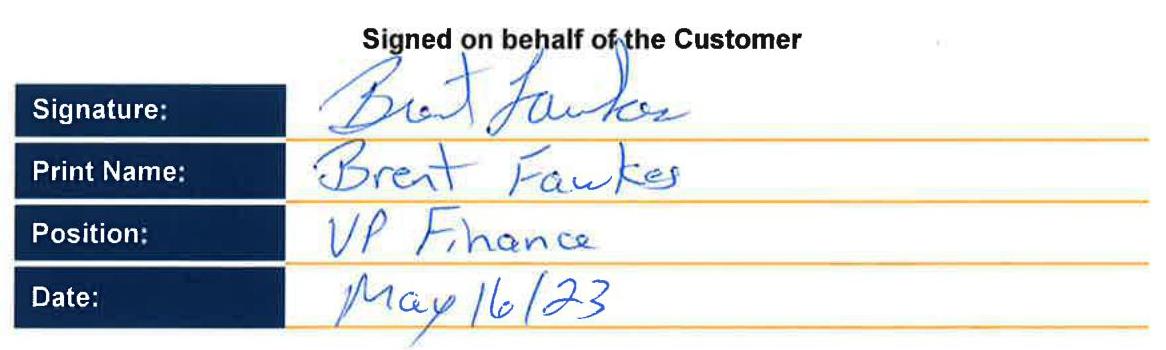 Signed on behalf of the Customer
Signature: Brent Fawkes
Print Name: Brent Fawkes
Position: VP Finance
Date: May 16/23